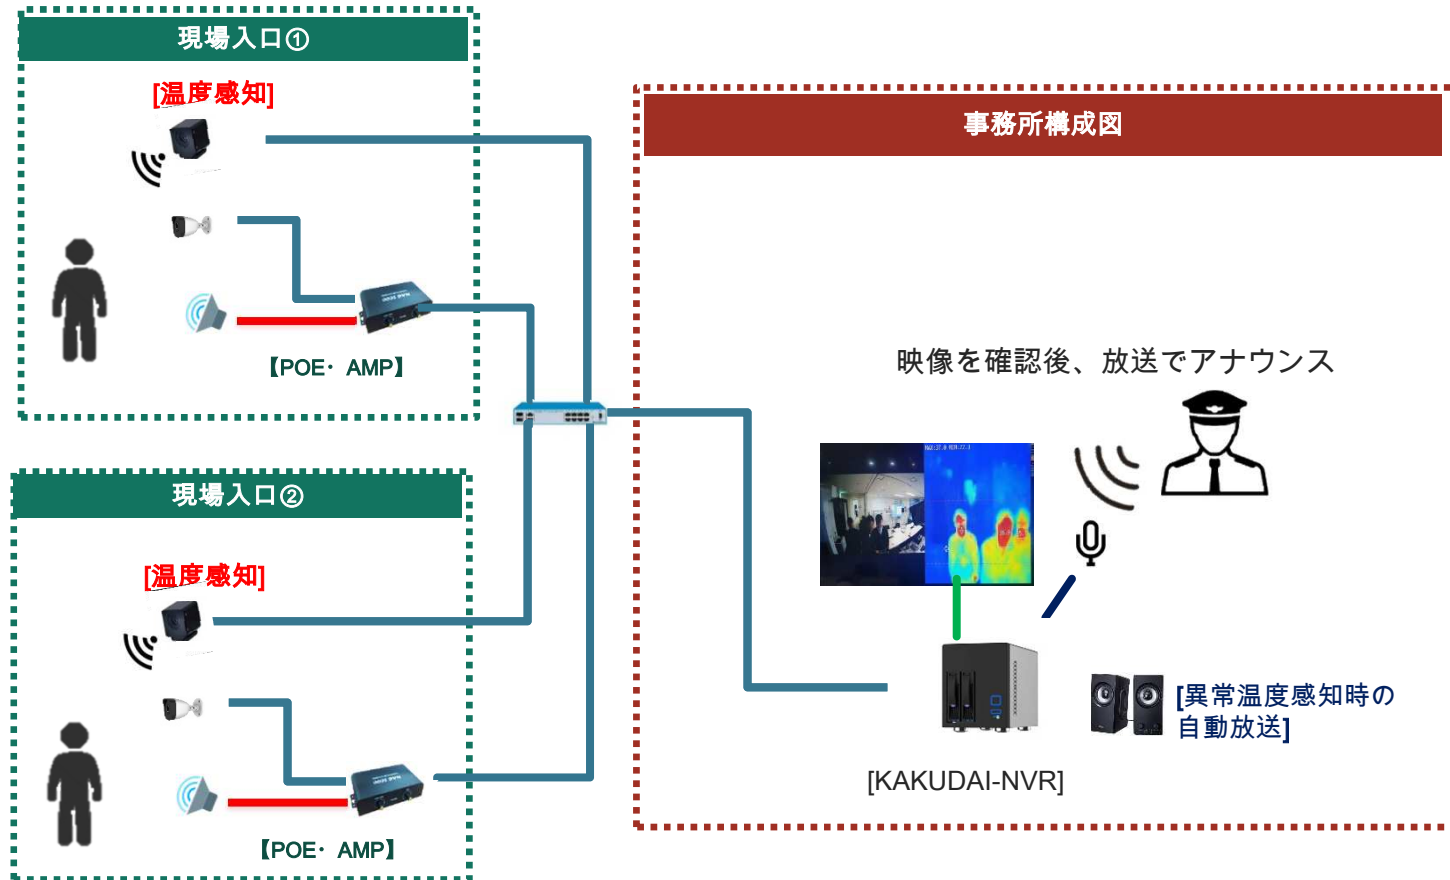 現場入口①
[温度感知]
【POE・AMP】
現場入口②
[温度感知]
【POE・AMP】
事務所構成図
映像を確認後、放送でアナウンス
[異常温度感知時の
自動放送]
[KAKUDAI-NVR]